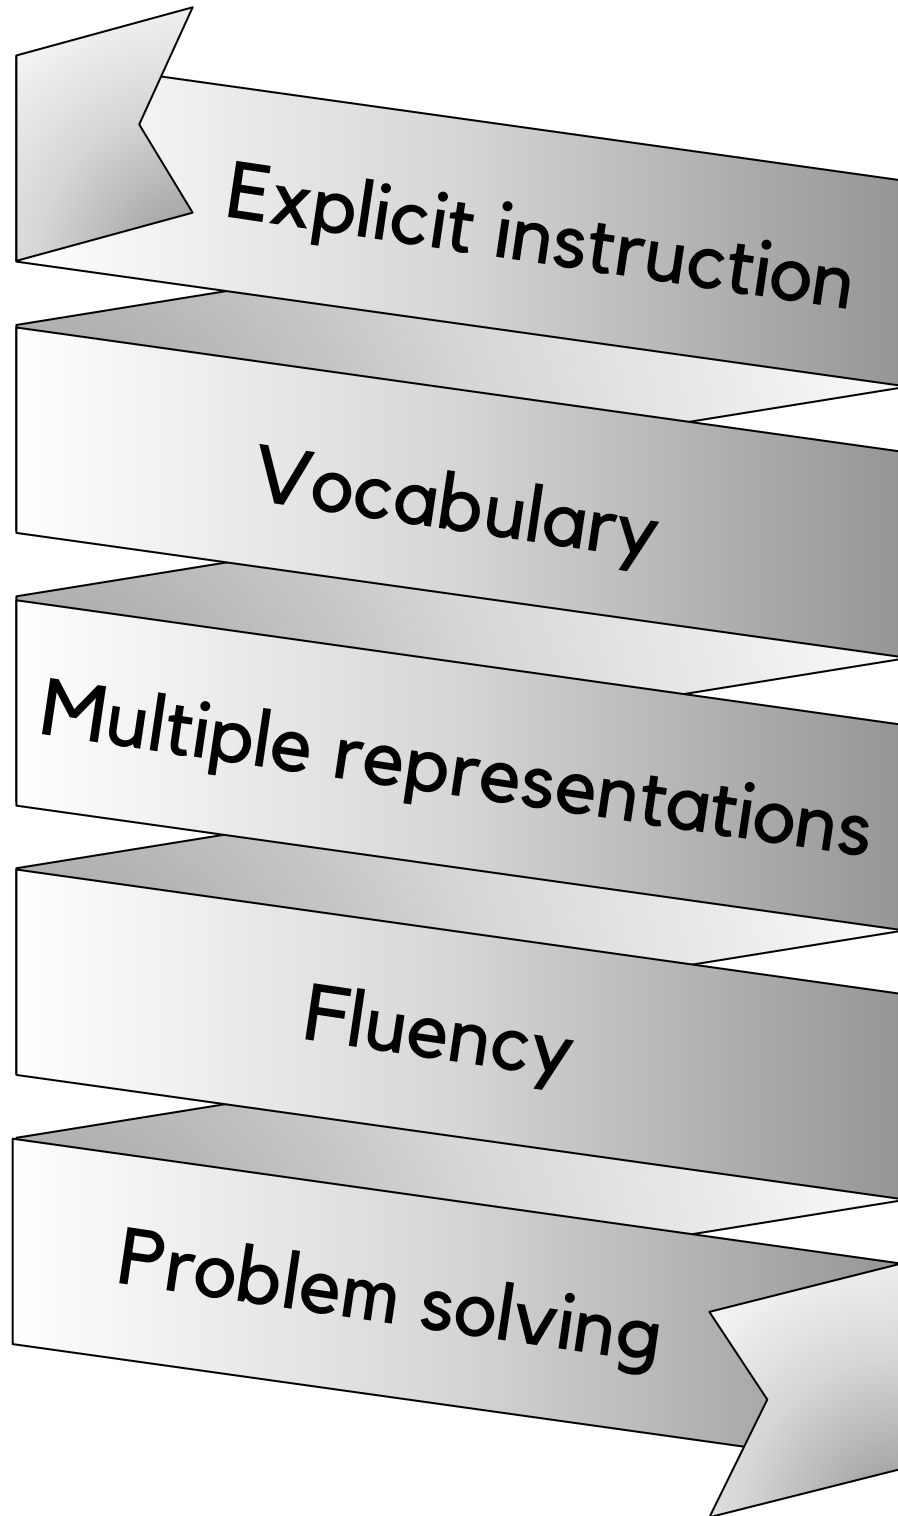 Explicit instruction
Vocabulary
Multiple representations
Fluency
Problem solving